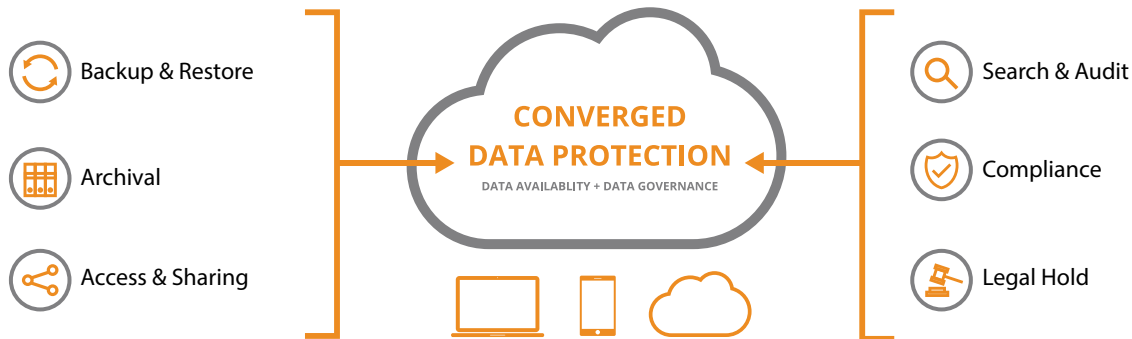 Backup & Restore
Archival
Access & Sharing
CONVERGED
DATA PROTECTION
DATA AVAILABLITY + DATA GOVERNANCE
Search & Audit
Compliance
Legal Hold